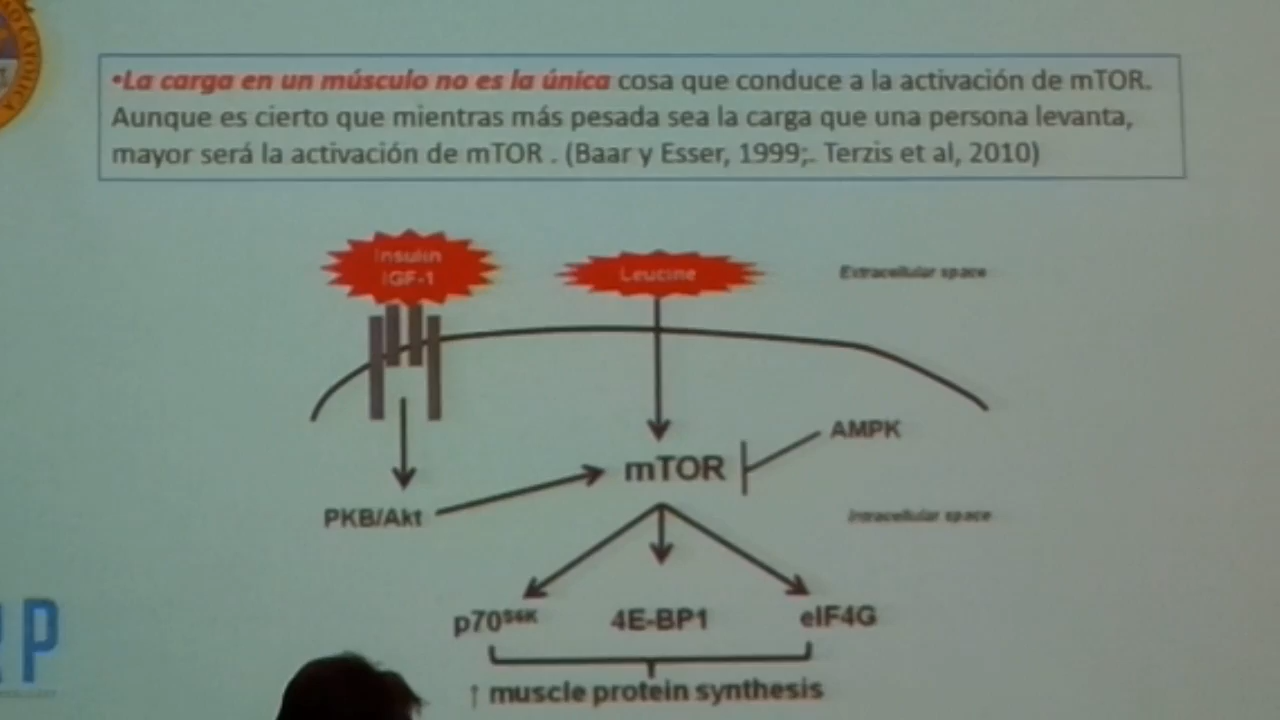 •La carga en un músculo no es la única cosa que conduce a la activación de mTOR.
Aunque es cierto que mientras más pesada sea la carga que una persona levanta,
mayor será la activación de mTOR . (Baar y Esser, 1999;. Terzis et al, 2010)
Insulin
IGF-1
Leucine
Extracellular space
AMPK
mTOR
PKB/Akt
Intracellular space
p70S6K
4E-BP1
eIF4G
↑ muscle protein synthesis
P